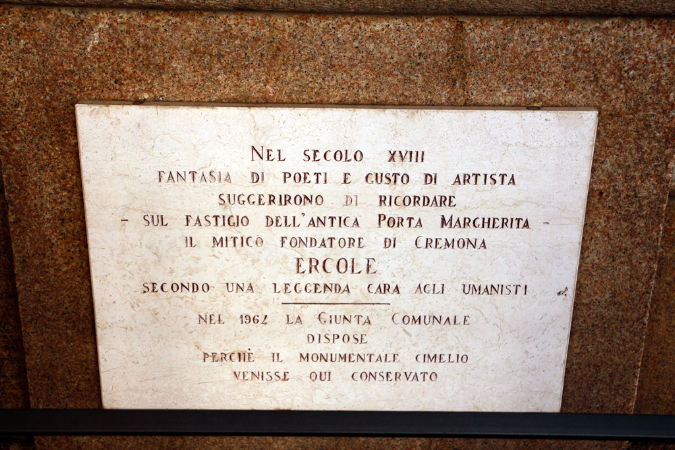 NEL SECOLO XVIII
FANTASIA DI POETI E GUSTO DI ARTISTA
SUGGERIRONO DI RICORDARE
- SUL FASTIGIO DELL'ANTICA PORTA MARGHERITA -
IL MITICO FONDATORE DI CREMONA
ERCOLE
SECONDO UNA LEGGENDA CARA AGLI UMANISTI
NEL 1962 LA GIUNTA COMUNALE
DISPOSE
PERCHÈ IL MONUMENTALE CIMELIO
VENISSE QUI CONSERVATO